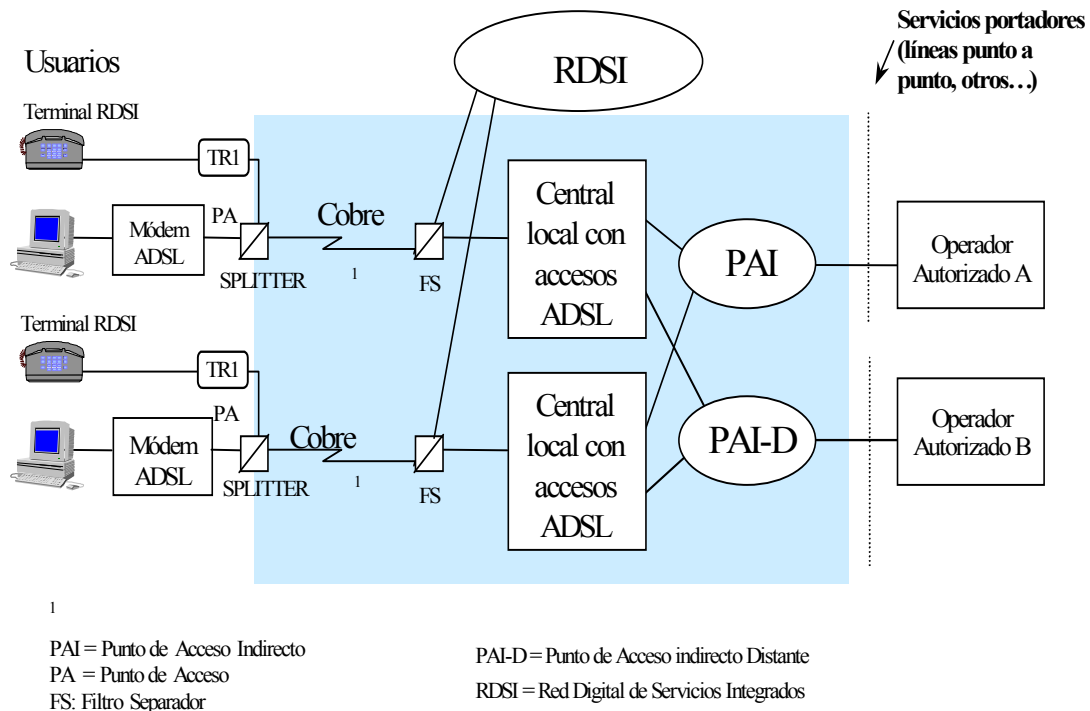 Servicios portadores
(líneas punto a
punto, otros…)
Usuarios
RDSI
Terminal RDSI
TR1
PA
Módem
ADSL
SPLITTER
Cobre
1
FS
Central
local con
accesos
ADSL
PAI
Operador
Autorizado A
Terminal RDSI
TR1
PA
Módem
ADSL
SPLITTER
Cobre
1
FS
Central
local con
accesos
ADSL
PAI-D
Operador
Autorizado B
1
PAI = Punto de Acceso Indirecto
PA = Punto de Acceso
FS: Filtro Separador
PAI-D = Punto de Acceso indirecto Distante
RDSI = Red Digital de Servicios Integrados